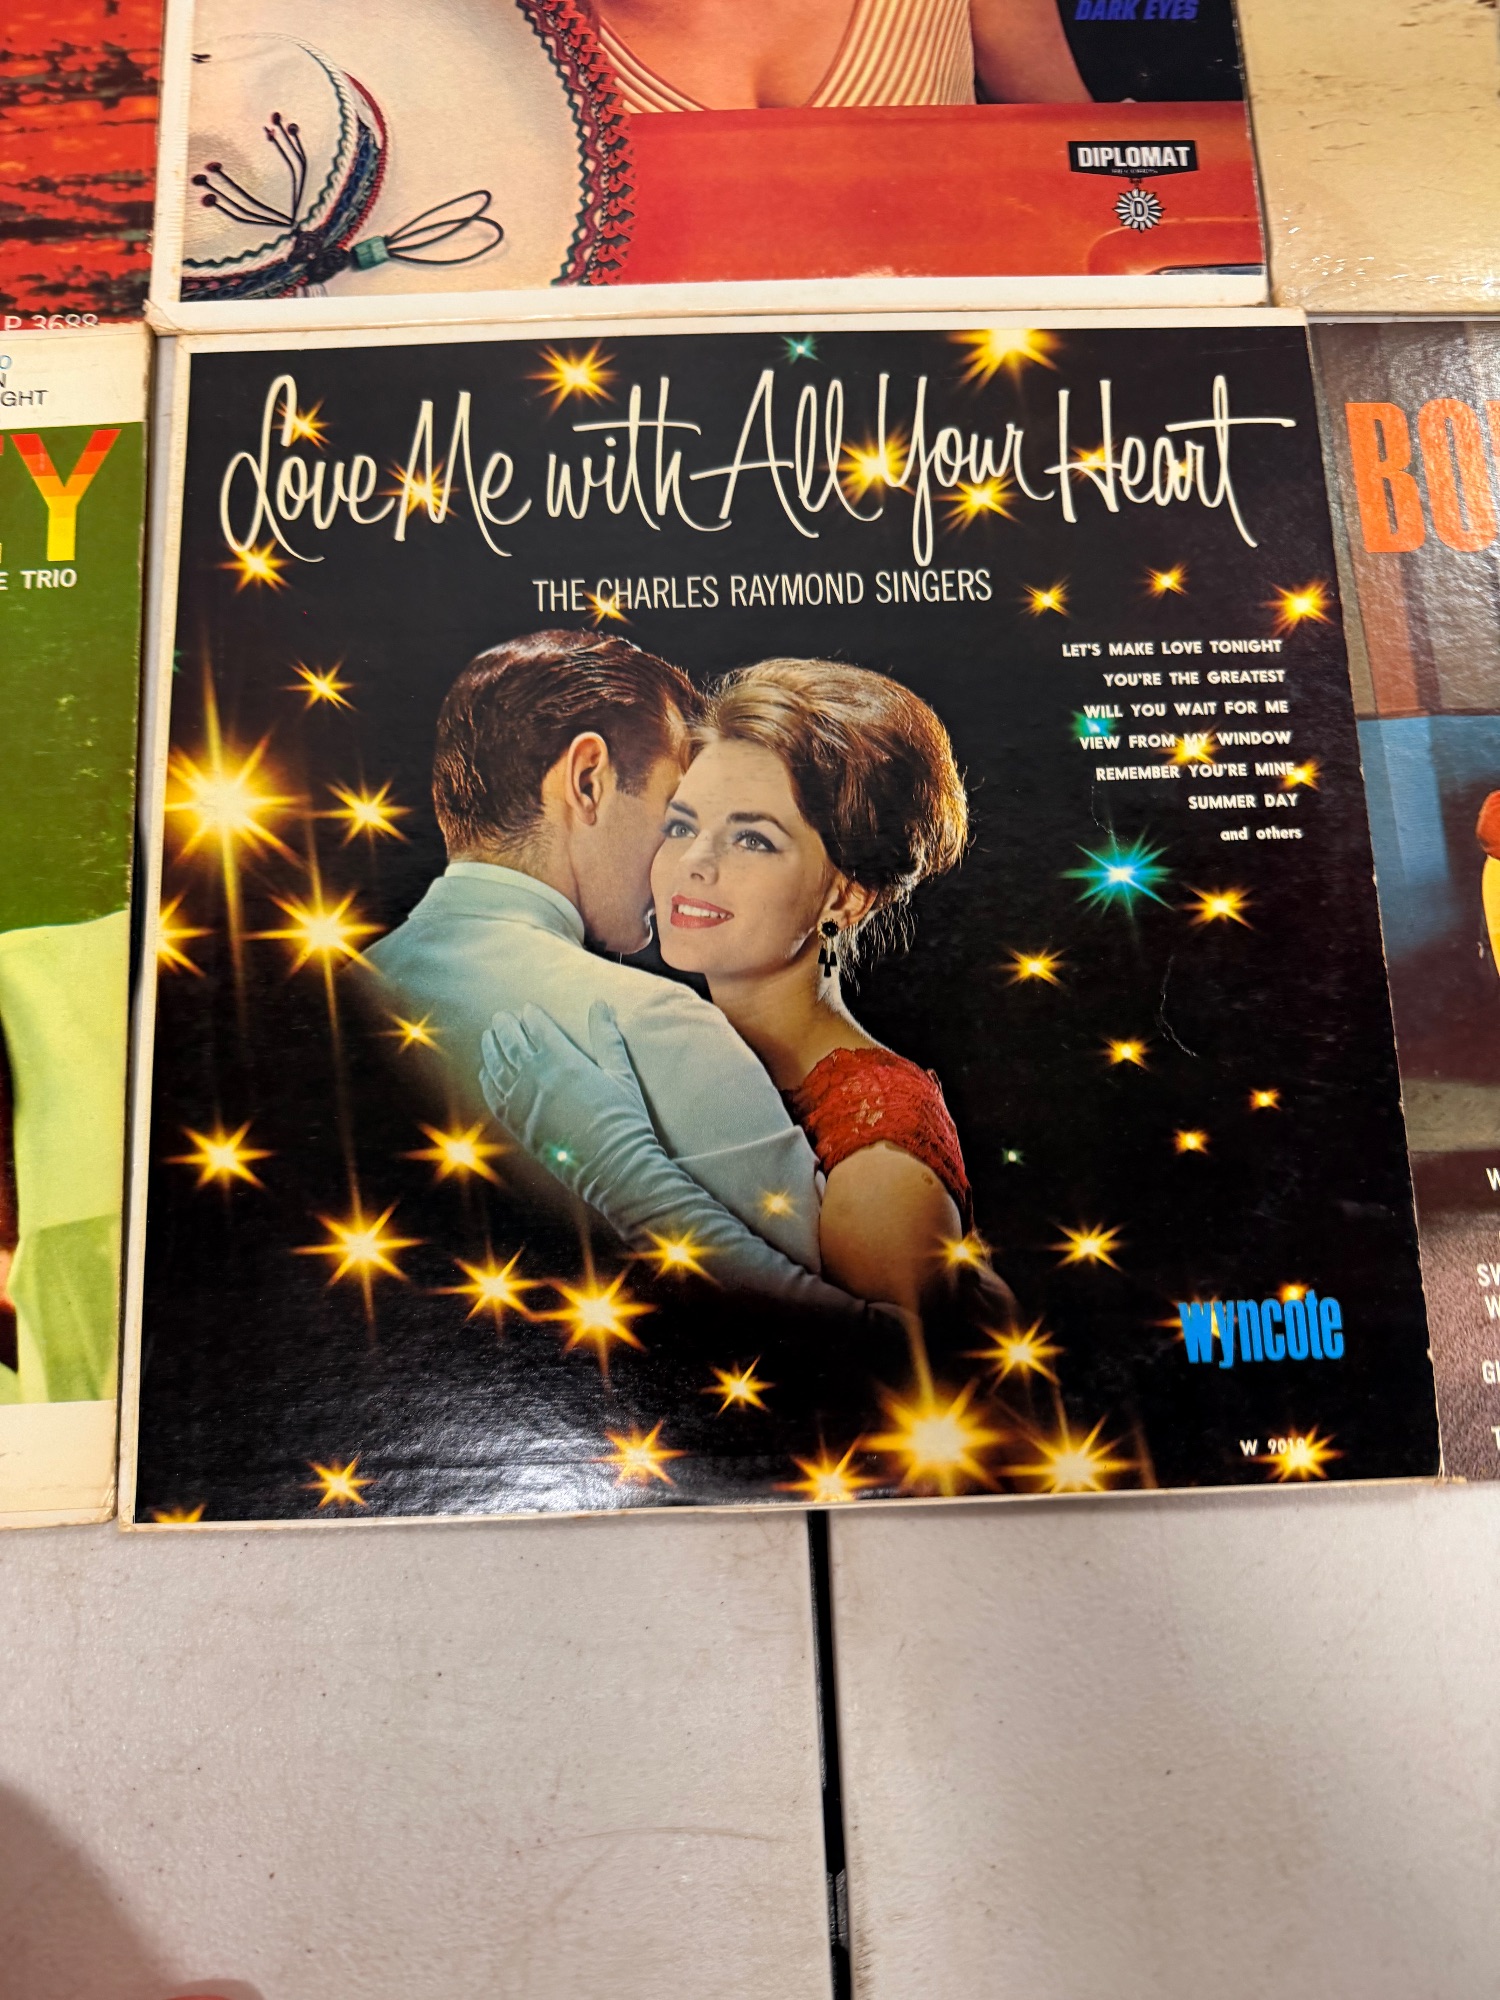 DARK EYES
DIPLOMAT
D
P 3688
GHT
Y
E TRIO
Love Me with All Your Heart
THE CHARLES RAYMOND SINGERS
LET'S MAKE LOVE TONIGHT
YOU'RE THE GREATEST
WILL YOU WAIT FOR ME
VIEW FROM MY WINDOW
REMEMBER YOU'RE MINE
SUMMER DAY
and others
wyncote
BO